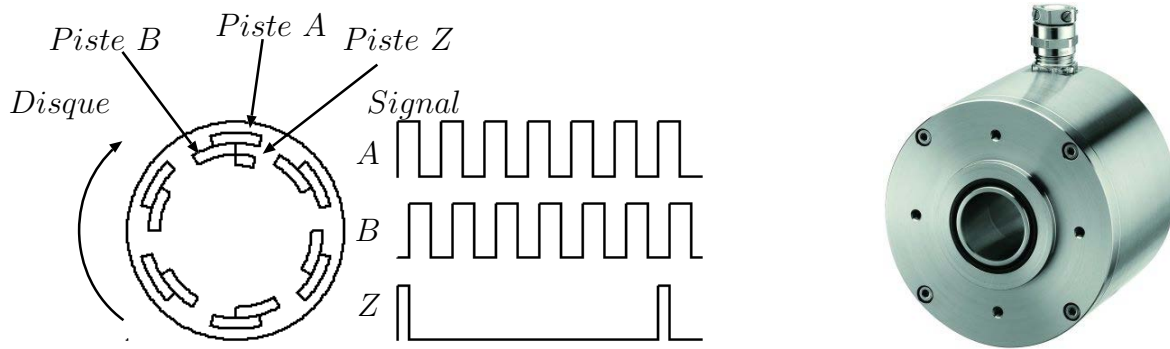 Piste A
Piste B
Piste Z
Disque
Signal
A
B
Z